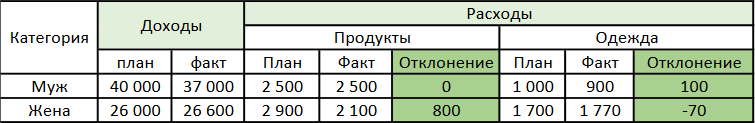 Категория Доходы Расходы
Продукты Одежда
план факт План Факт Отклонение План Факт Отклонение
Муж 40 000 37 000 2 500 2 500 0 1 000 900 100
Жена 26 000 26 600 2 900 2 100 800 1 700 1 770 -70